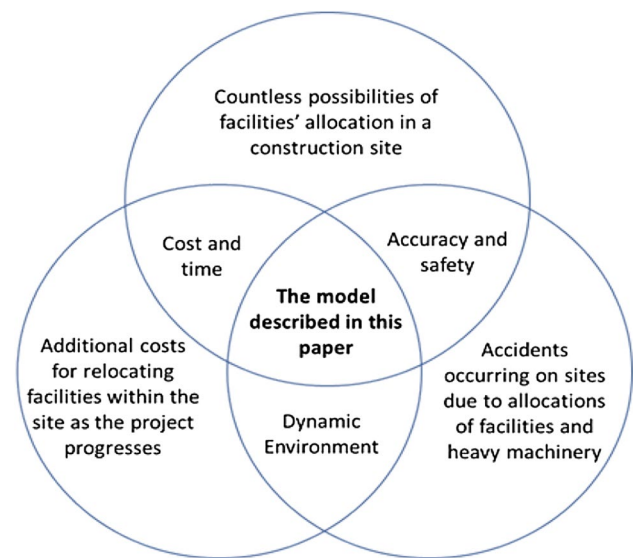 Countless possibilities of
facilities' allocation in a
construction site
Cost and
time
Accuracy and
safety
The model
described in this
paper
Additional costs
for relocating
facilities within the
site as the project
progresses
Accidents
occurring on sites
due to allocations
of facilities and
heavy machinery
Dynamic
Environment